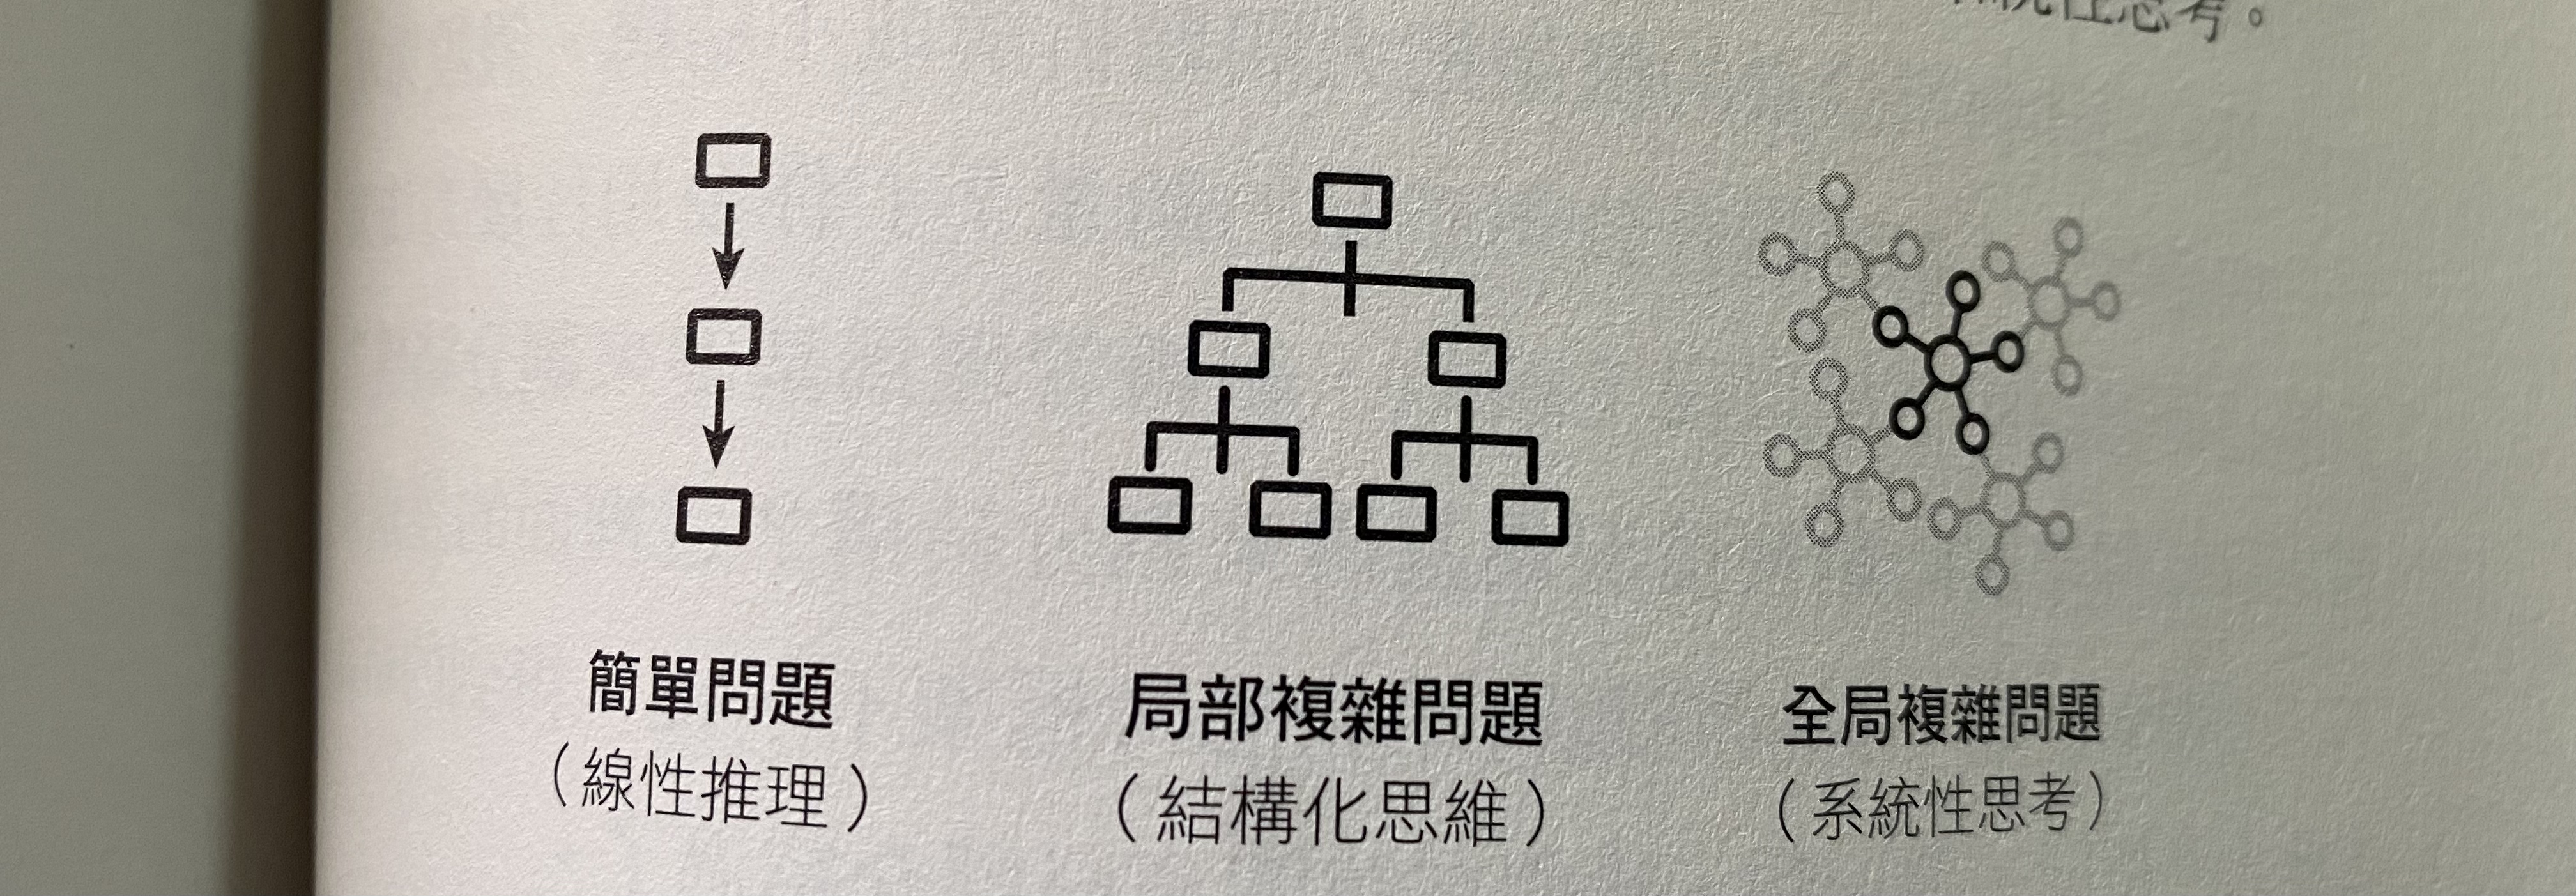 統性思考。
簡單問題
（線性推理）
局部複雜問題
（結構化思維）
全局複雜問題
（系統性思考）